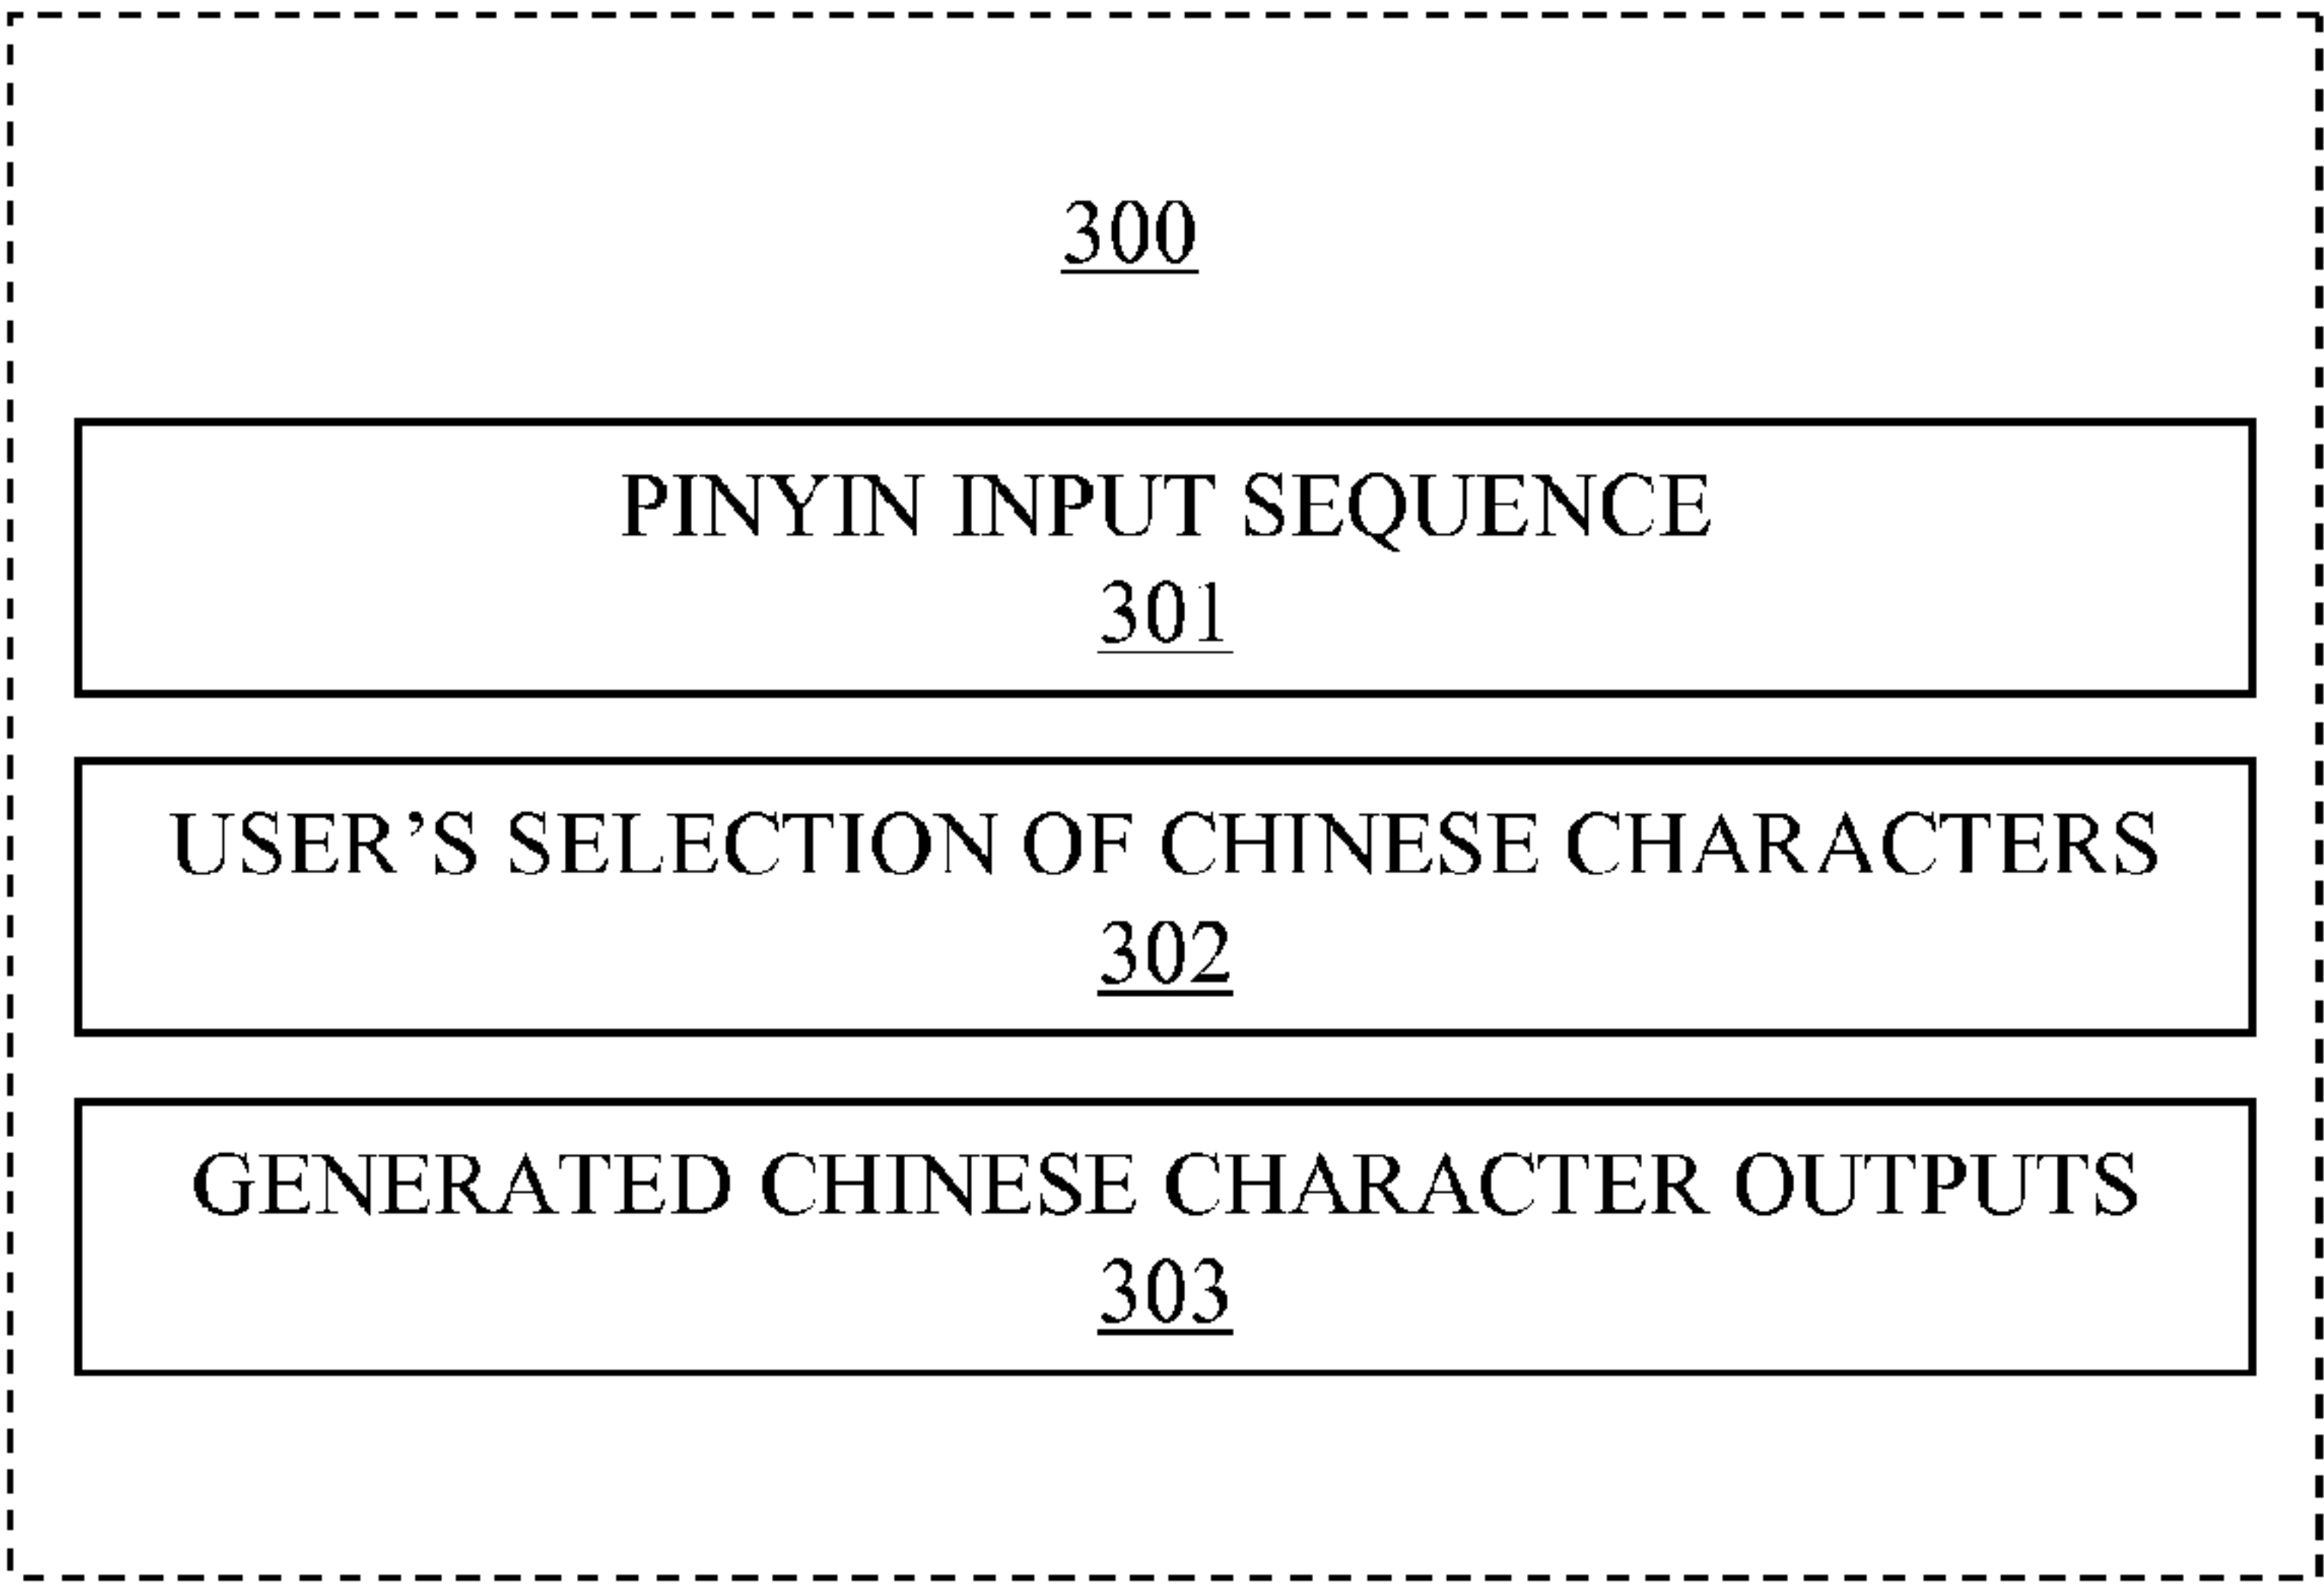 300
PINYIN INPUT SEQUENCE
301
USER’S SELECTION OF CHINESE CHARACTERS
302
GENERATED CHINESE CHARACTER OUTPUTS
303